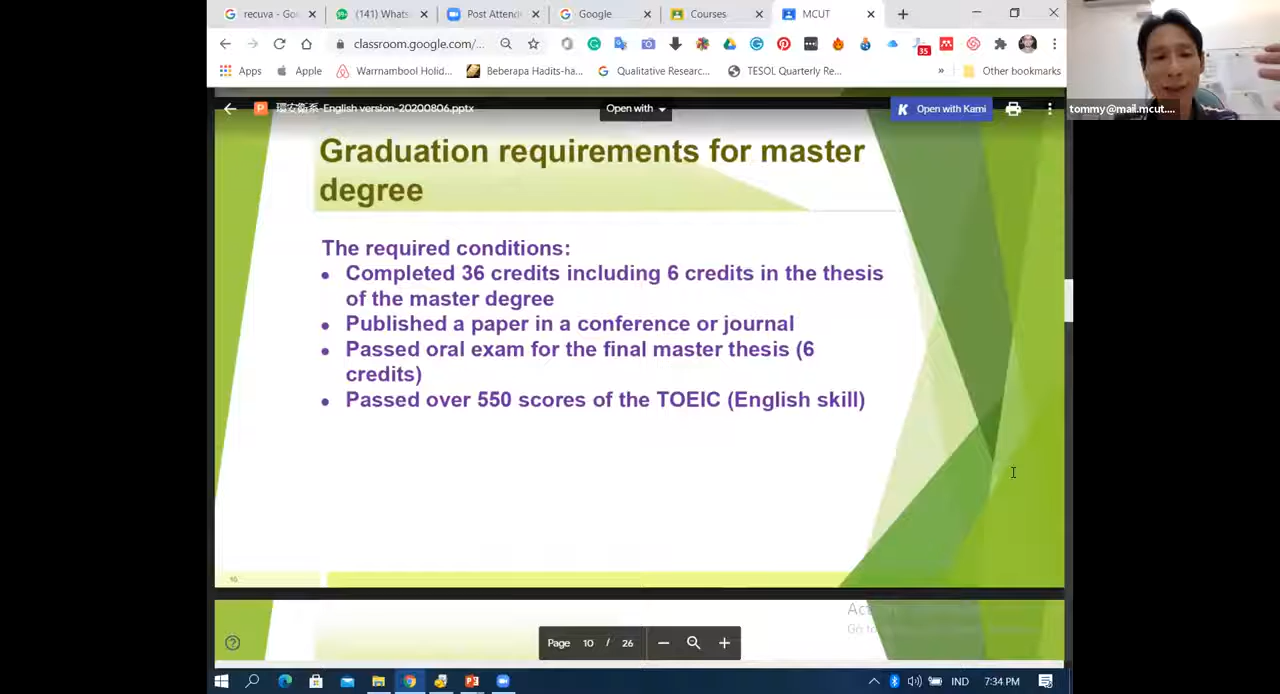 recuva - Go
(141) Whats
Post Attend
Google
Courses
MCUT
classroom.google.com/...
35
Apps
Apple
Warrnambool Holid...
Beberapa Hadits-ha...
Qualitative Researc...
TESOL Quarterly Re...
»
Other bookmarks
環安衛系-English version-20200806.pptx
Open with
Open with Kami
tommy@mail.mcut....
Graduation requirements for master
degree
The required conditions:
• Completed 36 credits including 6 credits in the thesis
of the master degree
• Published a paper in a conference or journal
• Passed oral exam for the final master thesis (6
credits)
• Passed over 550 scores of the TOEIC (English skill)
Page 10 / 26
IND
7:34 PM